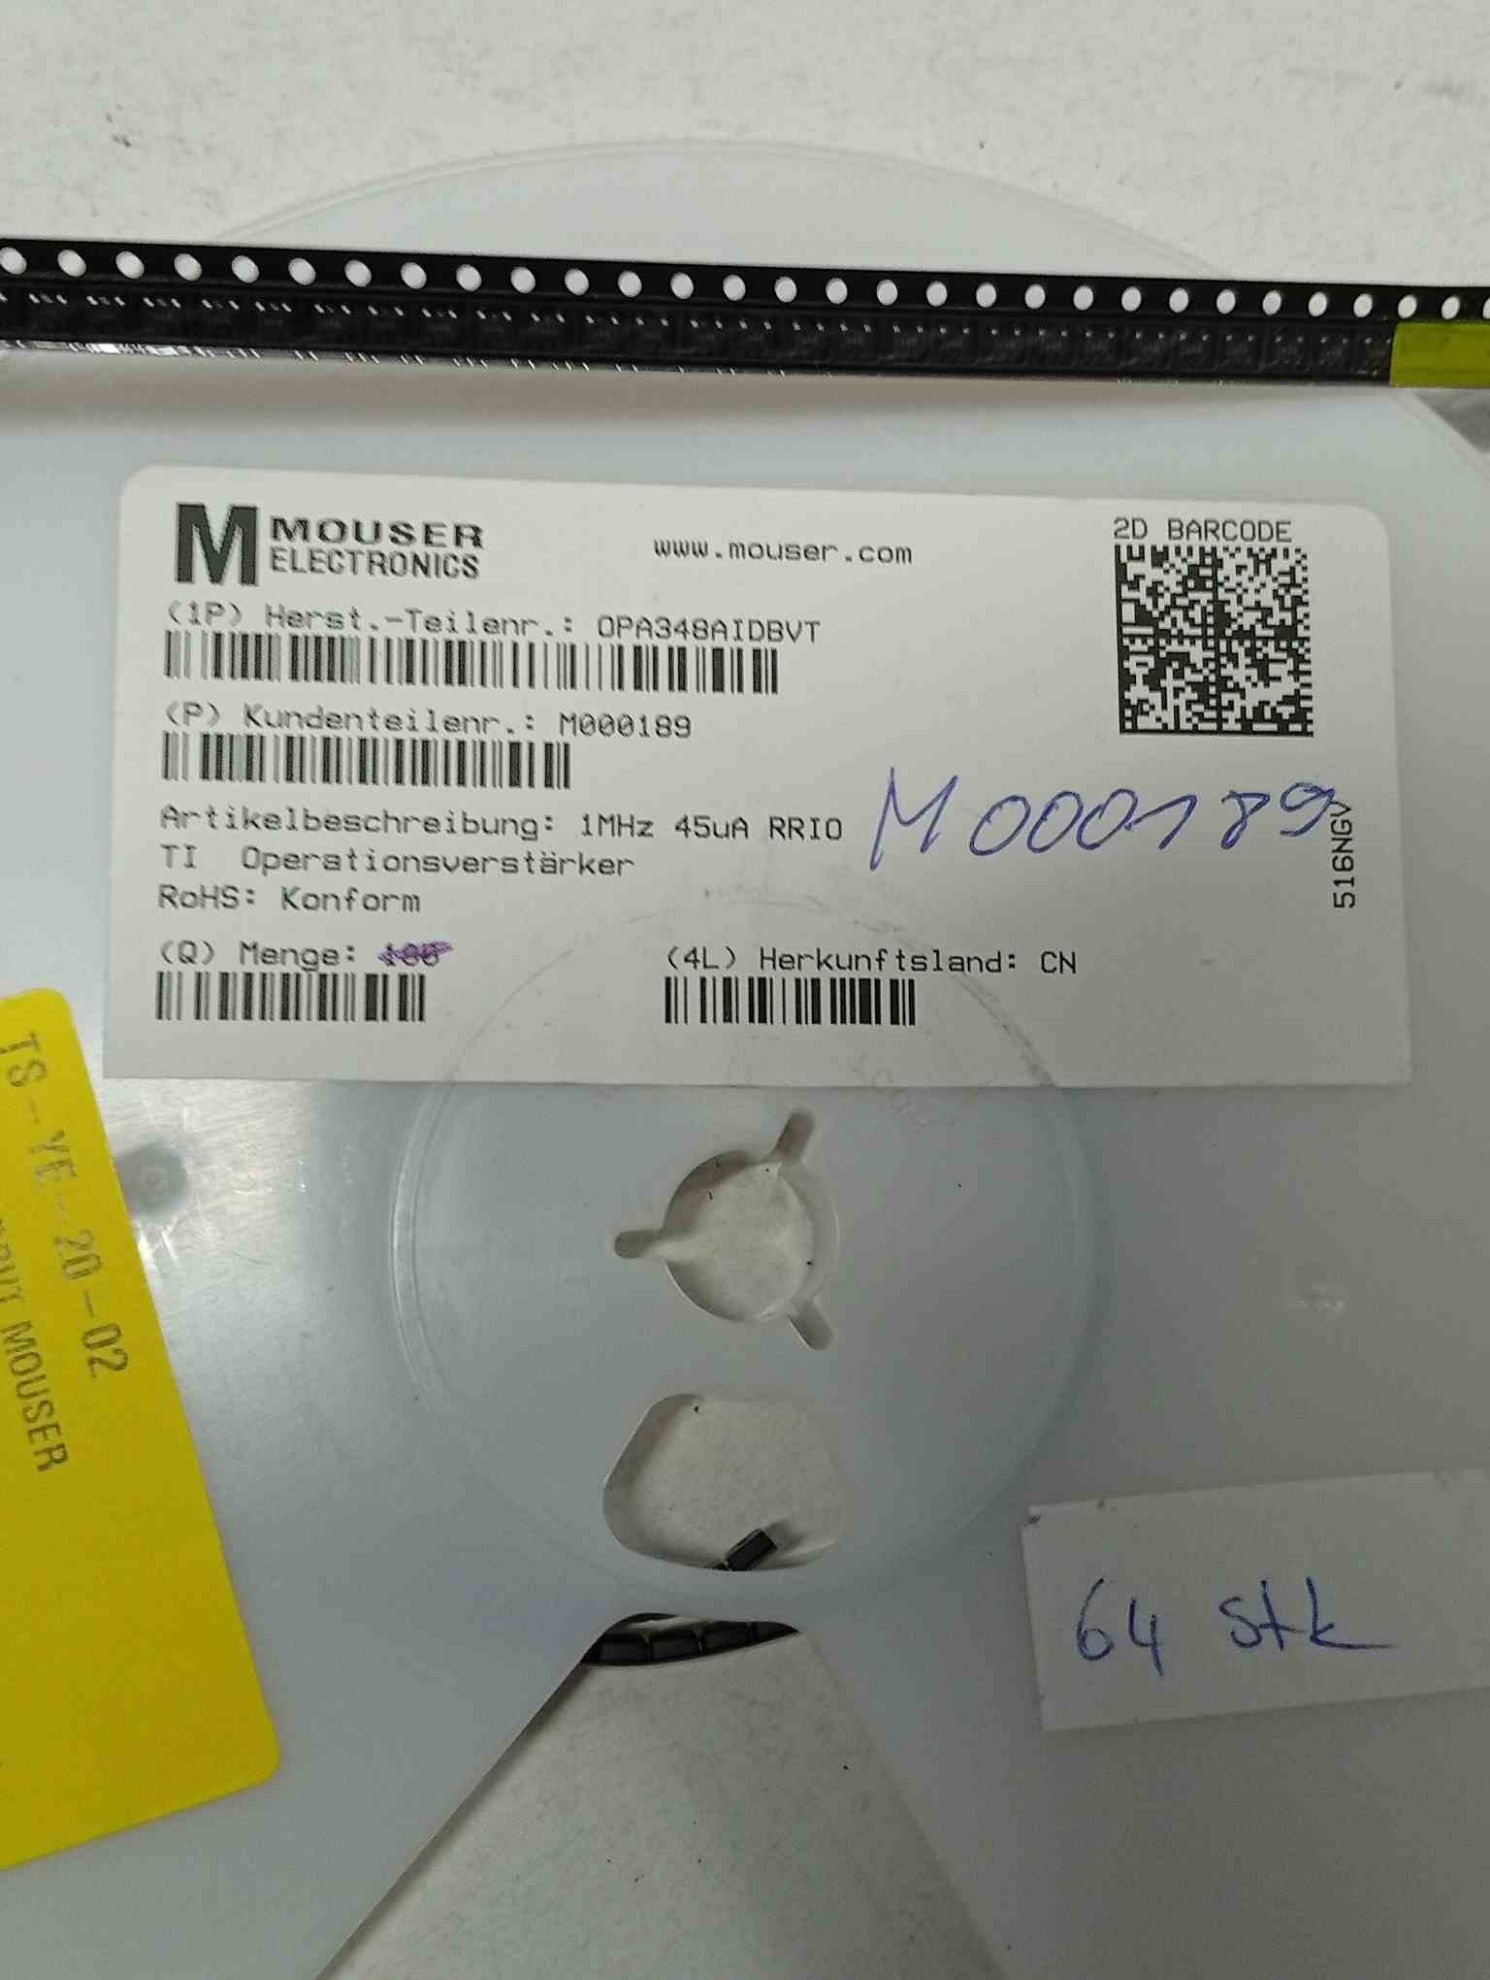 M MOUSER
ELECTRONICS
www.mouser.com
2D BARCODE
(1P) Herst.-Teilenr.: OPA348AIDBVT
(P) Kundenteilenr.: M000189
Artikelbeschreibung: 1MHz 45uA RRIO
TI Operationsverstärker
RoHS: Konform
M000189
516NGV
(Q) Menge: 100
(4L) Herkunftsland: CN
TS-YE-20-02
MOUSER
64 Stk